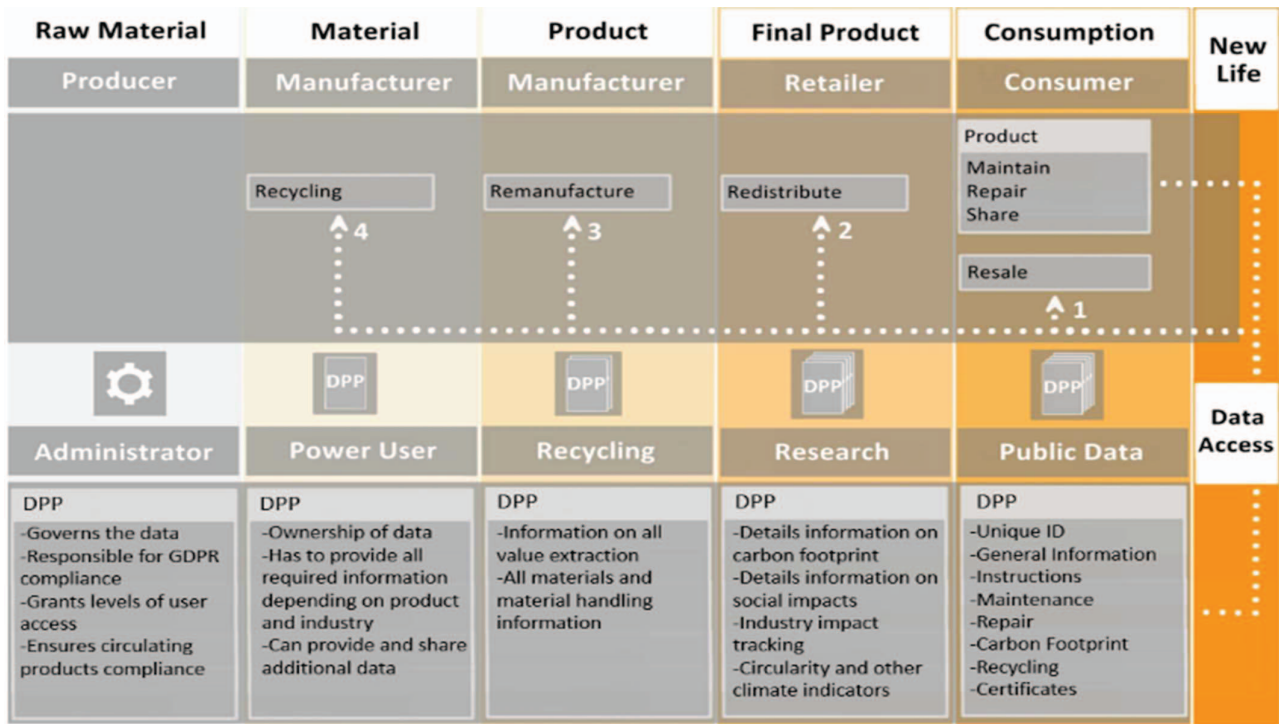 Raw Material
Material
Product
Final Product
Consumption
New
Life
Producer
Manufacturer
Manufacturer
Retailer
Consumer
Product
Maintain
Repair
Share
Recycling
Remanufacture
Redistribute
4
3
2
Resale
1
DPP
DPP'
DPP''
DPP'''
Data
Access
Administrator
Power User
Recycling
Research
Public Data
DPP
-Governs the data
-Responsible for GDPR
compliance
-Grants levels of user
access
-Ensures circulating
products compliance
DPP
-Ownership of data
-Has to provide all
required information
depending on product
and industry
-Can provide and share
additional data
DPP
-Information on all
value extraction
-All materials and
material handling
information
DPP
-Details information on
carbon footprint
-Details information on
social impacts
-Industry impact
tracking
-Circularity and other
climate indicators
DPP
-Unique ID
-General Information
-Instructions
-Maintenance
-Repair
-Carbon Footprint
-Recycling
-Certificates